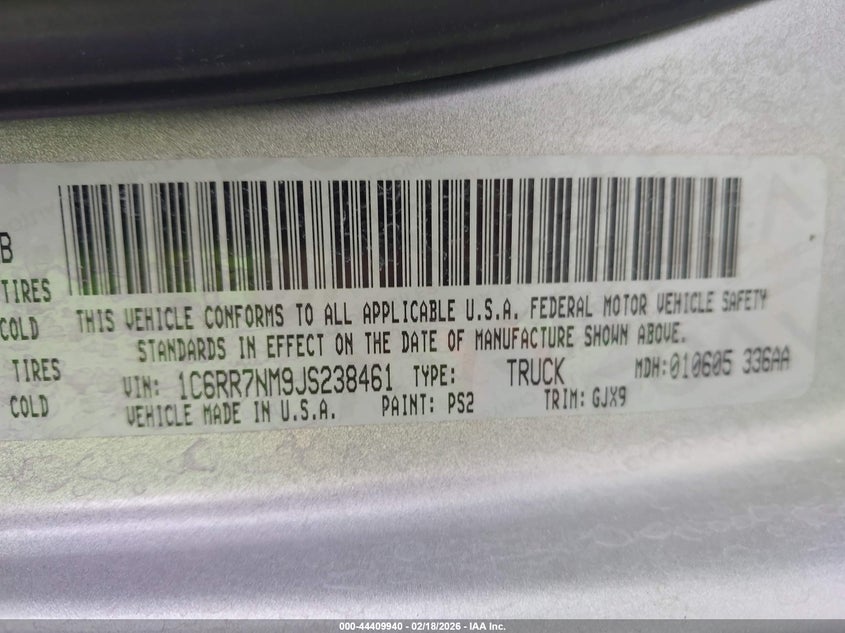 B
TIRES
COLD
THIS VEHICLE CONFORMS TO ALL APPLICABLE U.S.A. FEDERAL MOTOR VEHICLE SAFETY
STANDARDS IN EFFECT ON THE DATE OF MANUFACTURE SHOWN ABOVE.
TIRES
COLD
VIN: 1C6RR7NM9JS238461 TYPE: TRUCK MDH:010605 336AA
VEHICLE MADE IN U.S.A. PAINT: PS2 TRIM: GJX9
000-44409940 - 02/18/2026 - IAA Inc.